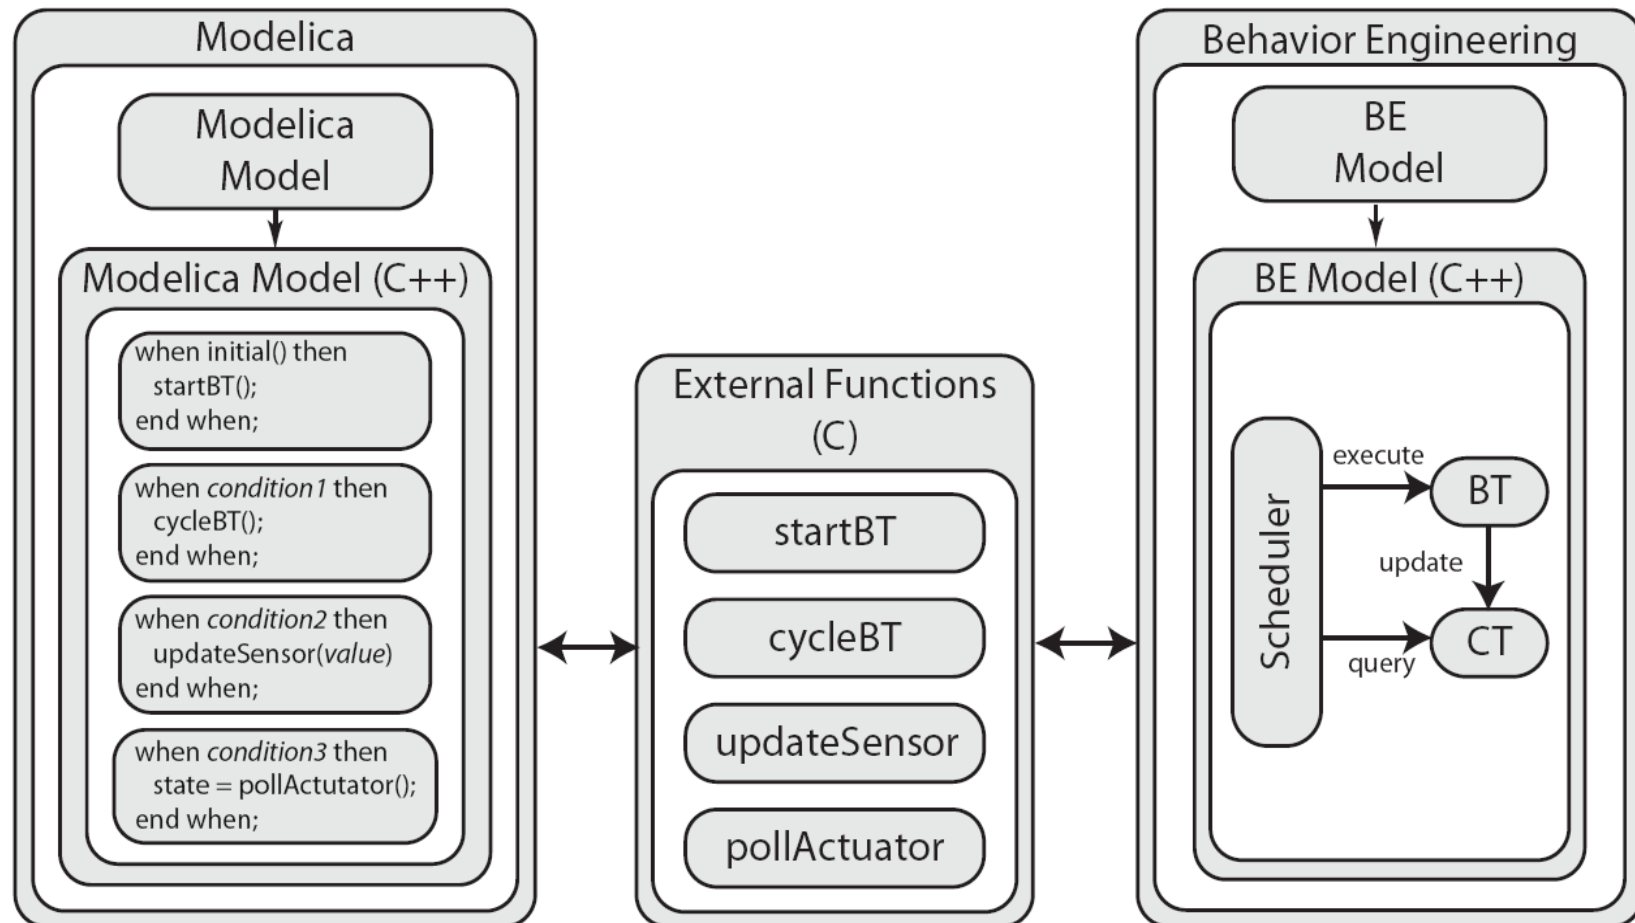 Modelica
Modelica
Model
Modelica Model (C++)
when initial() then
startBT();
end when;
when condition1 then
cycleBT();
end when;
when condition2 then
updateSensor(value)
end when;
when condition3 then
state = pollActutator();
end when;
External Functions
(C)
startBT
cycleBT
updateSensor
pollActuator
Behavior Engineering
BE
Model
BE Model (C++)
Scheduler
execute
BT
update
query
CT